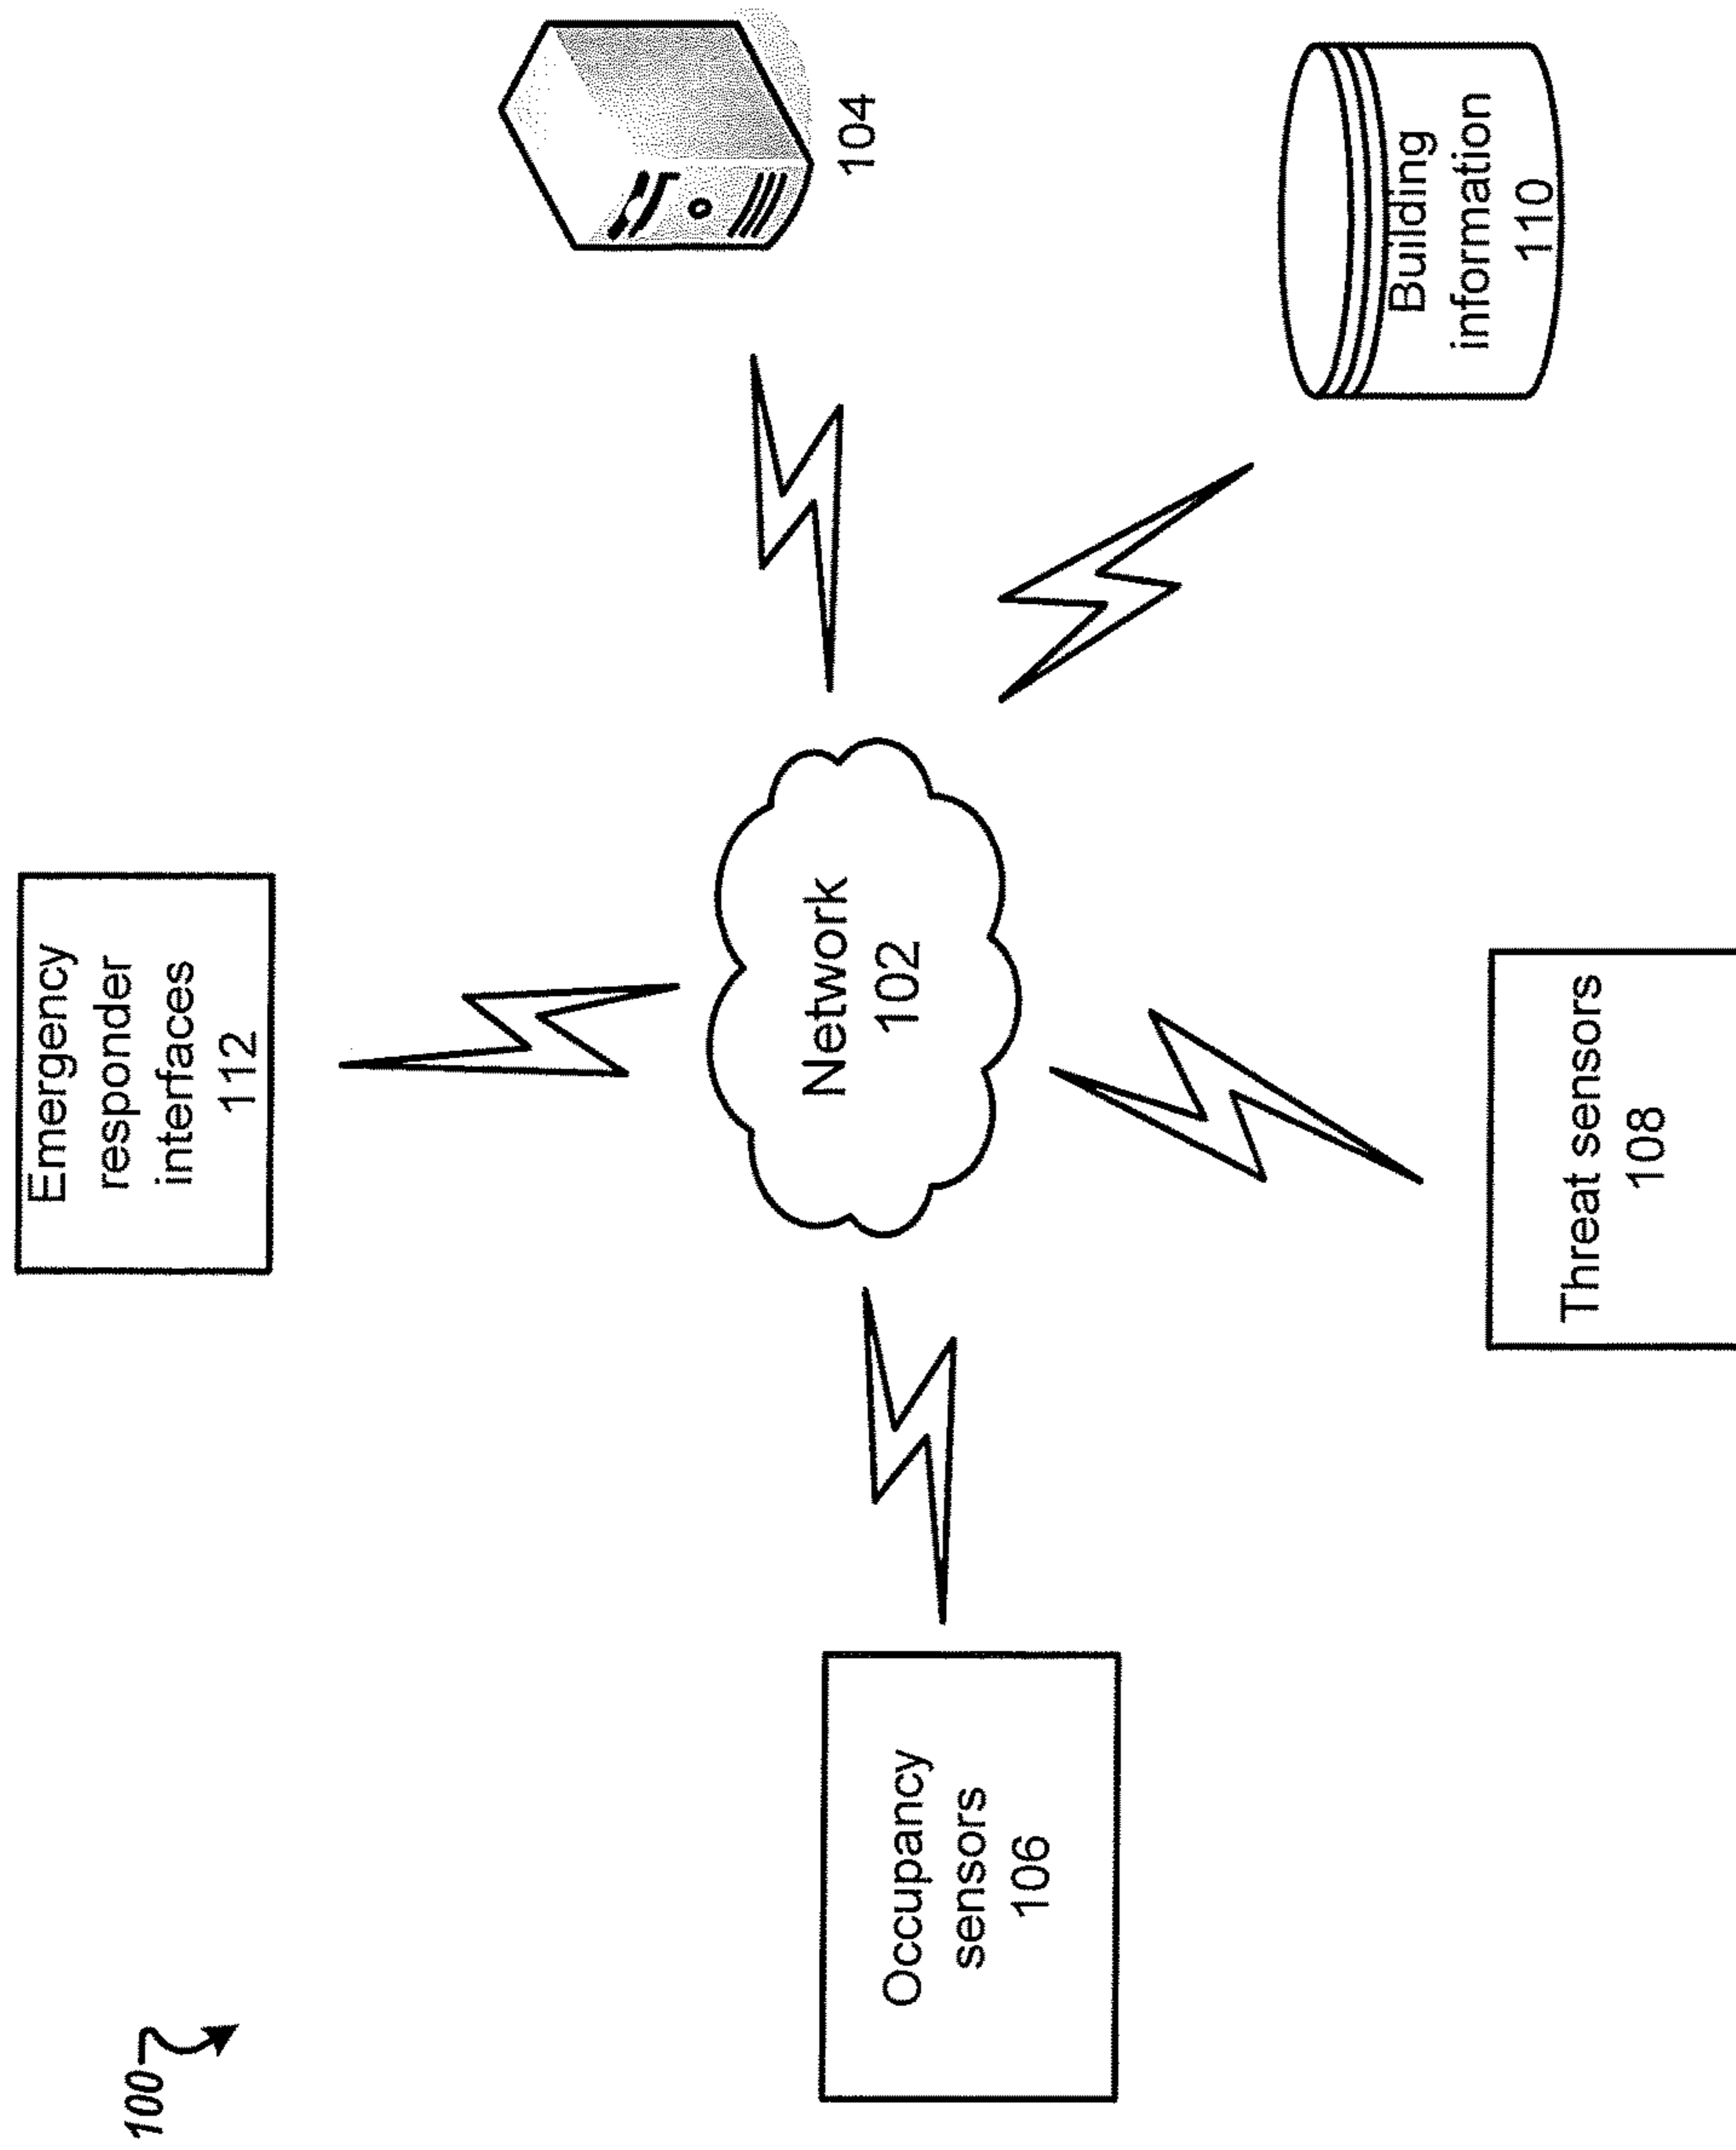 100
Emergency
responder
interfaces
112
104
Network
102
Occupancy
sensors
106
Threat sensors
108
Building
information
110